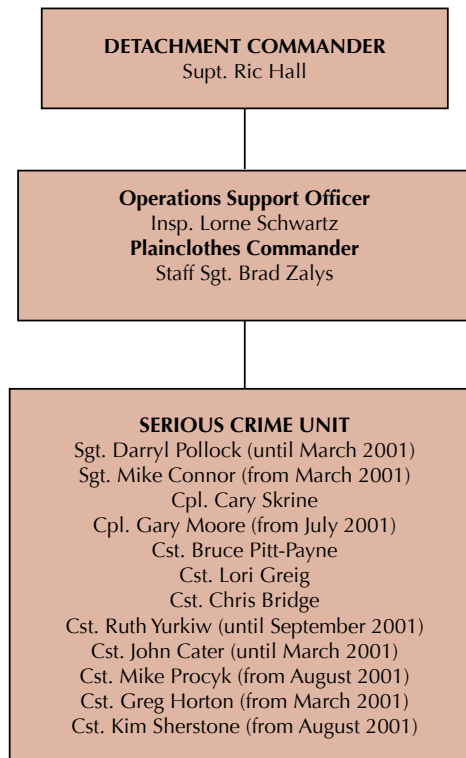 DETACHMENT COMMANDER
Supt. Ric Hall
Operations Support Officer
Insp. Lorne Schwartz
Plainclothes Commander
Staff Sgt. Brad Zalys
SERIOUS CRIME UNIT
Sgt. Darryl Pollock (until March 2001)
Sgt. Mike Connor (from March 2001)
Cpl. Cary Skrine
Cpl. Gary Moore (from July 2001)
Cst. Bruce Pitt-Payne
Cst. Lori Greig
Cst. Chris Bridge
Cst. Ruth Yurkiw (until September 2001)
Cst. John Cater (until March 2001)
Cst. Mike Procyk (from August 2001)
Cst. Greg Horton (from March 2001)
Cst. Kim Sherstone (from August 2001)